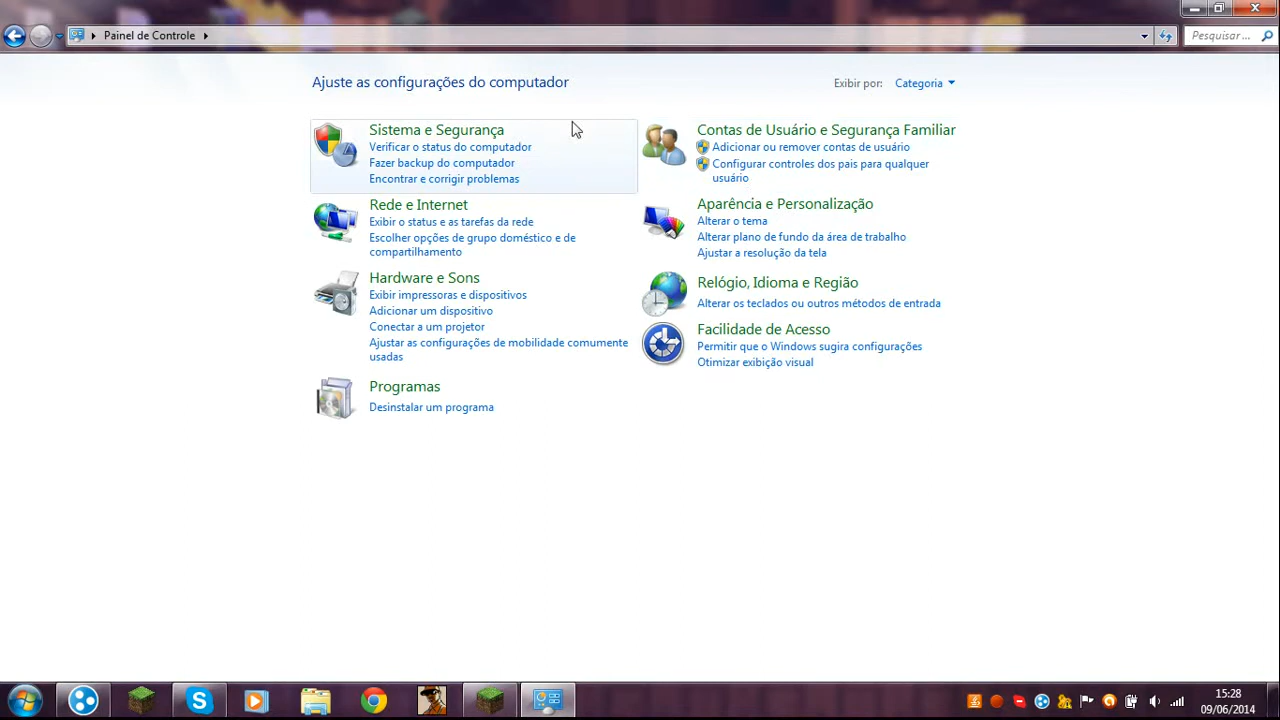 Painel de Controle
Pesquisar ...
Ajuste as configurações do computador
Exibir por: Categoria
Sistema e Segurança
Verificar o status do computador
Fazer backup do computador
Encontrar e corrigir problemas
Rede e Internet
Exibir o status e as tarefas da rede
Escolher opções de grupo doméstico e de
compartilhamento
Hardware e Sons
Exibir impressoras e dispositivos
Adicionar um dispositivo
Conectar a um projetor
Ajustar as configurações de mobilidade comumente
usadas
Programas
Desinstalar um programa
Contas de Usuário e Segurança Familiar
Adicionar ou remover contas de usuário
Configurar controles dos pais para qualquer
usuário
Aparência e Personalização
Alterar o tema
Alterar plano de fundo da área de trabalho
Ajustar a resolução da tela
Relógio, Idioma e Região
Alterar os teclados ou outros métodos de entrada
Facilidade de Acesso
Permitir que o Windows sugira configurações
Otimizar exibição visual
15:28
09/06/2014